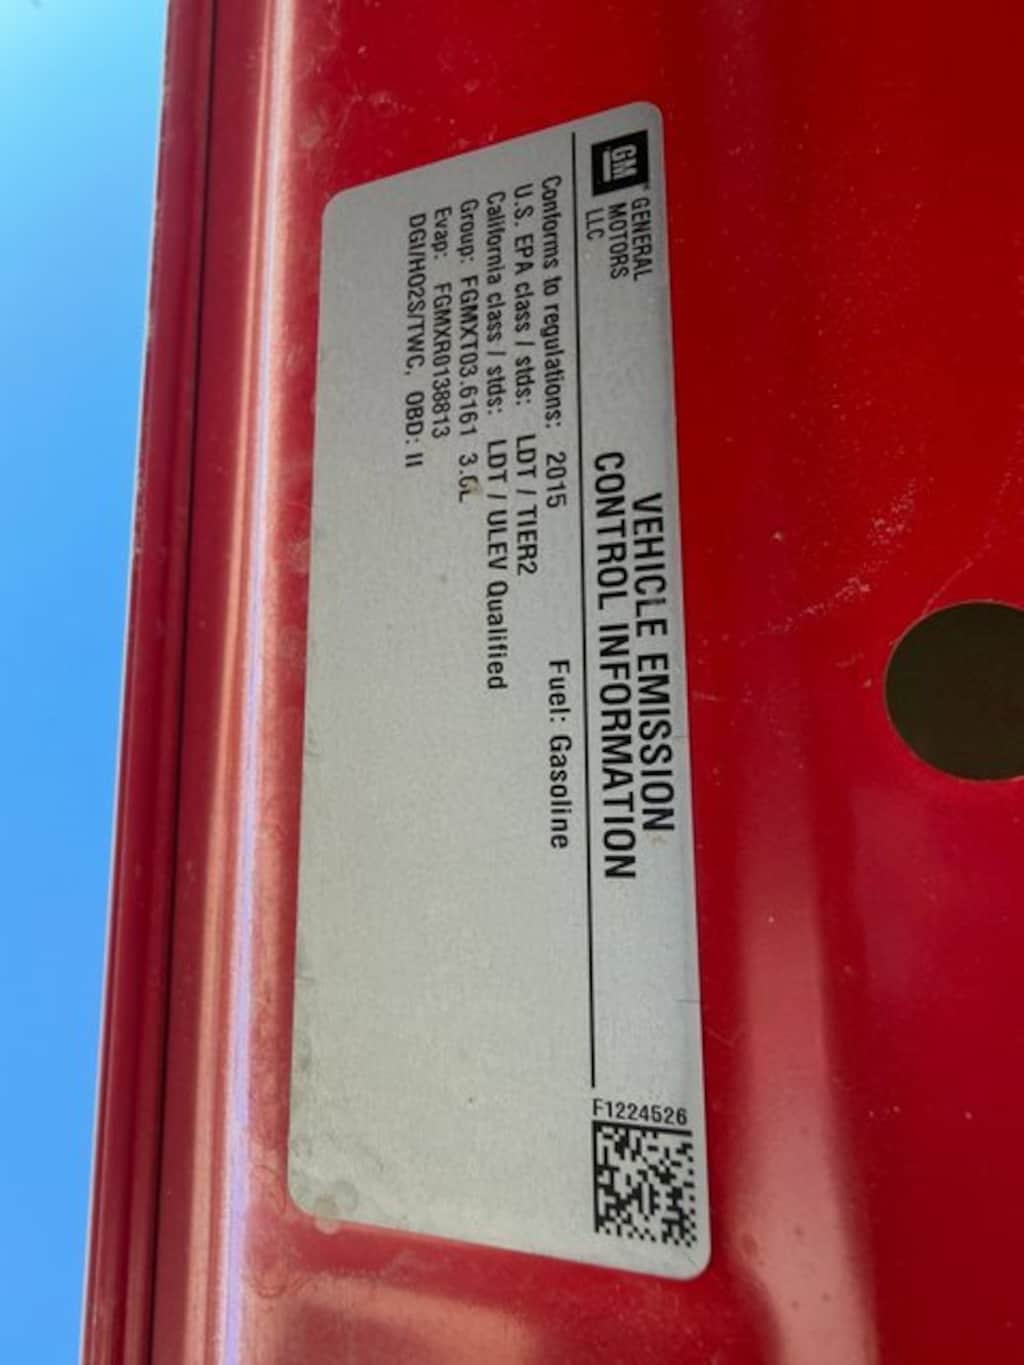 GM
GENERAL
MOTORS
LLC
VEHICLE EMISSION
CONTROL INFORMATION
F1224526
Conforms to regulations: 2015 Fuel: Gasoline
U.S. EPA class / stds: LDT / TIER2
California class / stds: LDT / ULEV Qualified
Group: FGMXT03.6161 3.6L
Evap: FGMXR0138813
DGI/HO2S/TWC, OBD: II